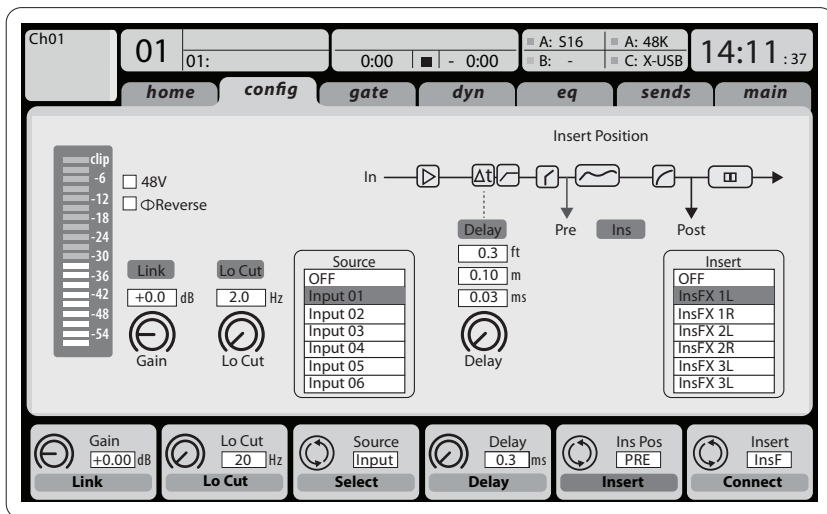 Ch01
01
01:
0:00
- 0:00
A: S16
B: -
A: 48K
C: X-USB
14:11 :37
home
config
gate
dyn
eq
sends
main
Insert Position
clip
-6
-12
-18
-24
-30
-36
-42
-48
-54
48V
ΦReverse
In
Δt
Pre
Ins
Post
Link
+0.0 dB
Gain
Lo Cut
2.0 Hz
Lo Cut
Source
OFF
Input 01
Input 02
Input 03
Input 04
Input 05
Input 06
Delay
0.3 ft
0.10 m
0.03 ms
Delay
Insert
OFF
InsFX 1L
InsFX 1R
InsFX 2L
InsFX 2R
InsFX 3L
InsFX 3L
Gain
+0.00 dB
Link
Lo Cut
20 Hz
Lo Cut
Source
Input
Select
Delay
0.3 ms
Delay
Ins Pos
PRE
Insert
Insert
InsF
Connect